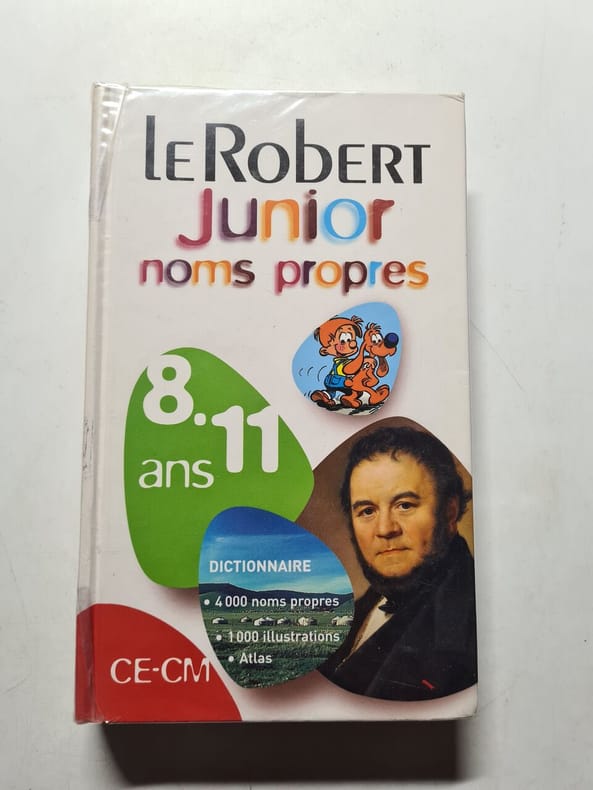 LE ROBERT
Junior
noms propres
8.11
ans
DICTIONNAIRE
• 4 000 noms propres
• 1 000 illustrations
• Atlas
CE-CM